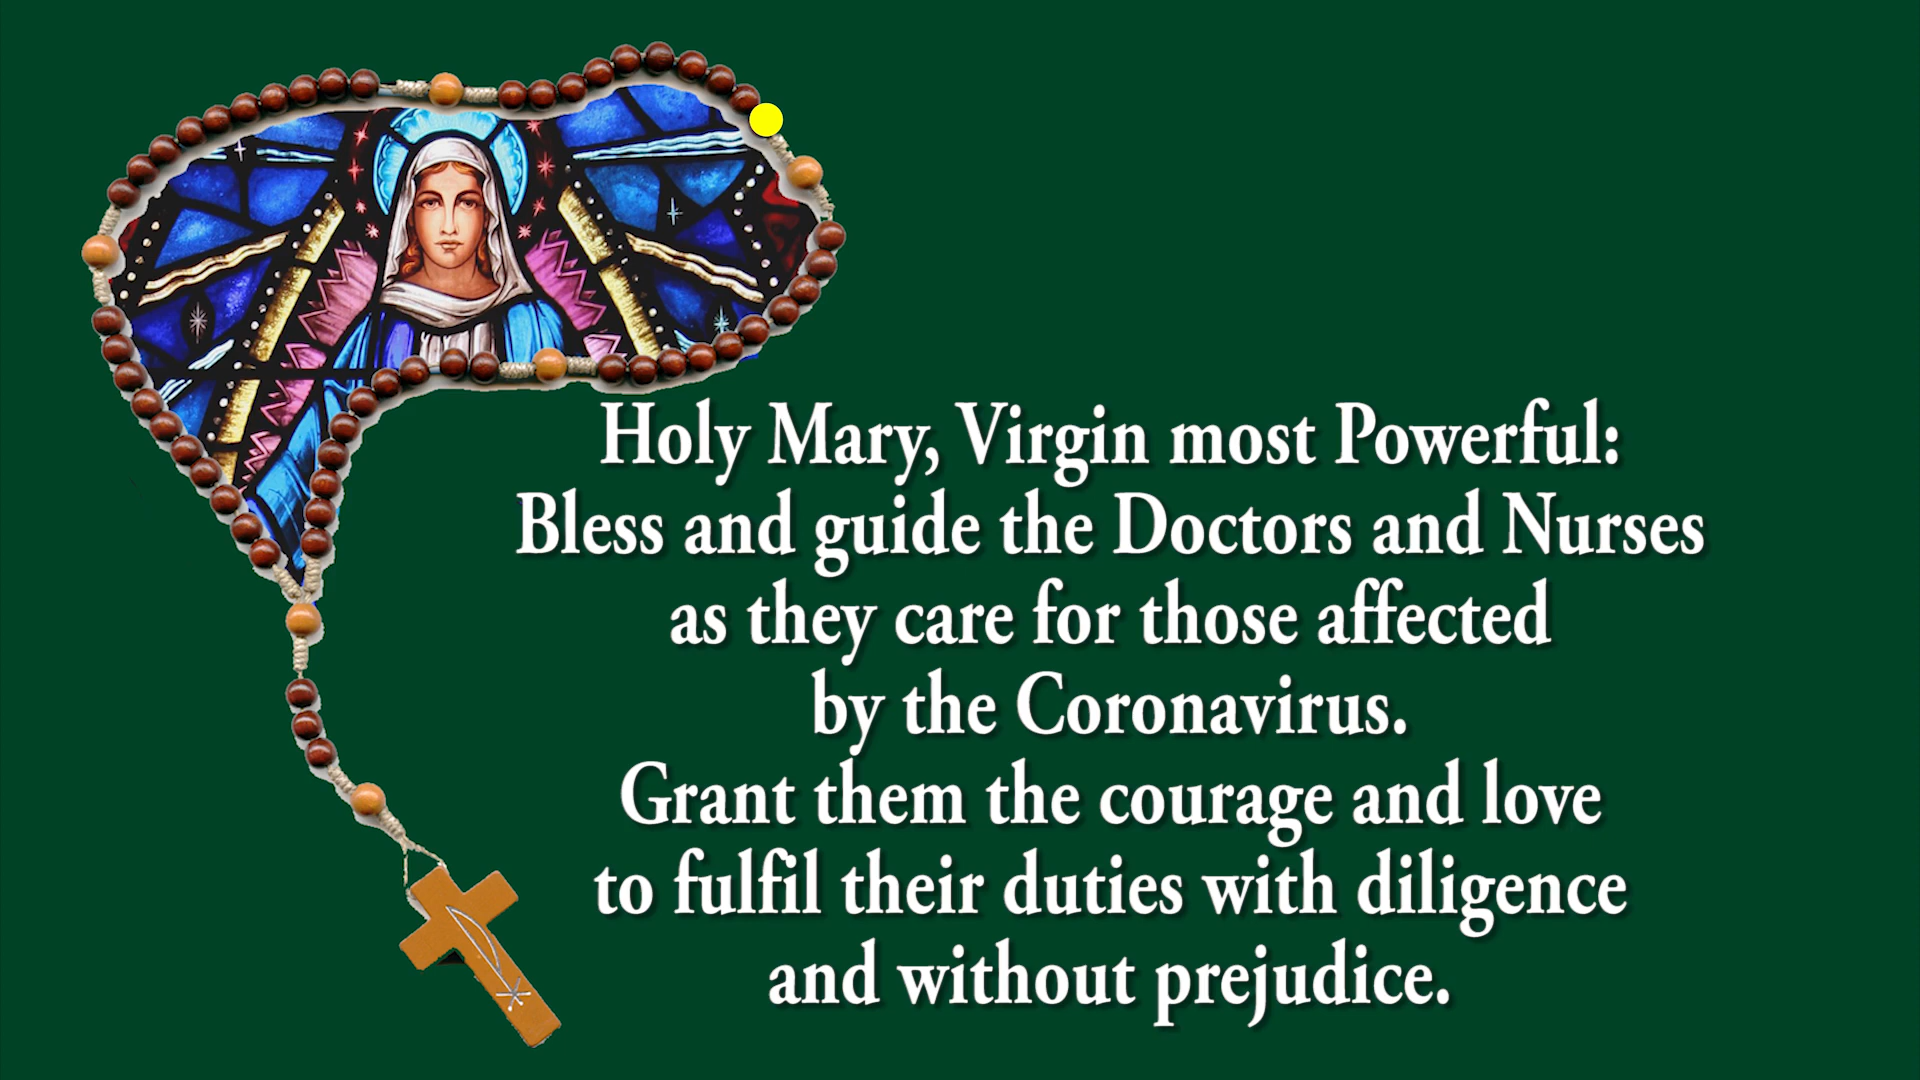 Holy Mary, Virgin most Powerful:
Bless and guide the Doctors and Nurses
as they care for those affected
by the Coronavirus.
Grant them the courage and love
to fulfil their duties with diligence
and without prejudice.